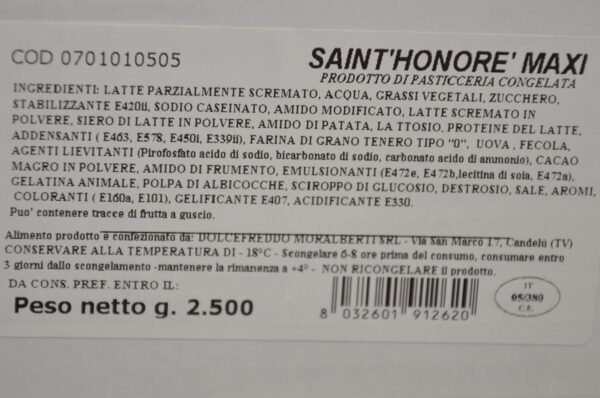 COD 0701010505
SAINT'HONORE' MAXI
PRODOTTO DI PASTICCERIA CONGELATA
INGREDIENTI: LATTE PARZIALMENTE SCREMATO, ACQUA, GRASSI VEGETALI, ZUCCHERO,
STABILIZZANTE E420ii, SODIO CASEINATO, AMIDO MODIFICATO, LATTE SCREMATO IN
POLVERE, SIERO DI LATTE IN POLVERE, AMIDO DI PATATA, LA TTOSIO, PROTEINE DEL LATTE,
ADDENSANTI ( E463, E578, E450i, E339ii), FARINA DI GRANO TENERO TIPO "0", UOVA , FECOLA,
AGENTI LIEVITANTI (Pirofosfato acido di sodio, bicarbonato di sodio, carbonato acido di ammonio), CACAO
MAGRO IN POLVERE, AMIDO DI FRUMENTO, EMULSIONANTI (E472e, E472b,lecitina di soia, E472a),
GELATINA ANIMALE, POLPA DI ALBICOCCHE, SCIROPPO DI GLUCOSIO, DESTROSIO, SALE, AROMI,
COLORANTI ( E160a, E101), GELIFICANTE E407, ACIDIFICANTE E330.
Puo' contenere tracce di frutta a guscio.
Alimento prodotto e confezionato da: DOLCEFREDDO MORALBERTI SRL - Via San Marco 17, Candelù (TV)
CONSERVARE ALLA TEMPERATURA DI - 18°C - Scongelare 6-8 ore prima del consumo, consumare entro
3 giorni dallo scongelamento -mantenere la rimanenza a +4° - NON RICONGELARE il prodotto.
DA CONS. PREF. ENTRO IL:
Peso netto g. 2.500
8 032601 912620
IT
05/380
C.E.